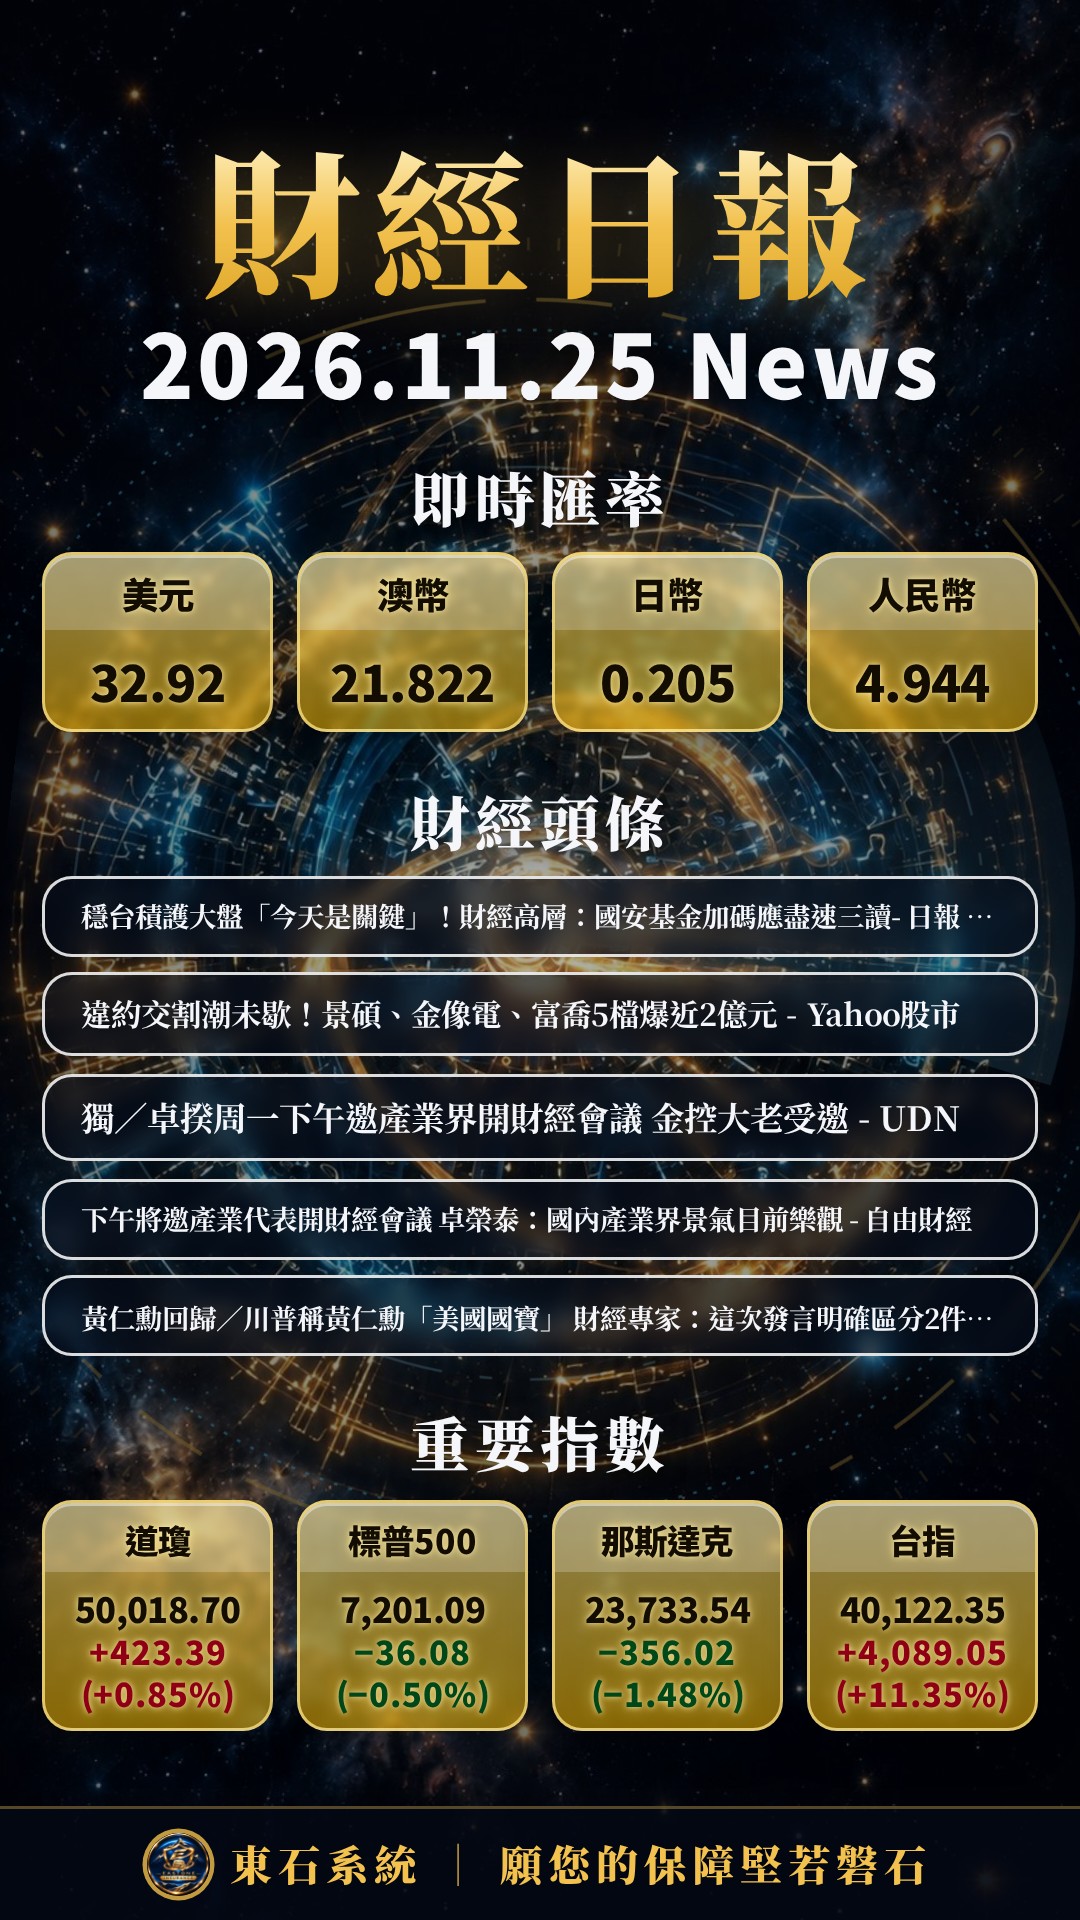 財經日報
2026.11.25 News
即時匯率
美元
32.92
澳幣
21.822
日幣
0.205
人民幣
4.944
財經頭條
穩台積護大盤「今天是關鍵」！財經高層：國安基金加碼應盡速三讀- 日報 …
違約交割潮未歇！景碩、金像電、富喬5檔爆近2億元 - Yahoo股市
獨／卓揆周一下午邀產業界開財經會議 金控大老受邀 - UDN
下午將邀產業代表開財經會議 卓榮泰：國內產業界景氣目前樂觀 - 自由財經
黃仁勳回歸／川普稱黃仁勳「美國國寶」 財經專家：這次發言明確區分2件…
重要指數
道瓊
50,018.70
+423.39
(+0.85%)
標普500
7,201.09
−36.08
(−0.50%)
那斯達克
23,733.54
−356.02
(−1.48%)
台指
40,122.35
+4,089.05
(+11.35%)
東石系統 ｜ 願您的保障堅若磐石